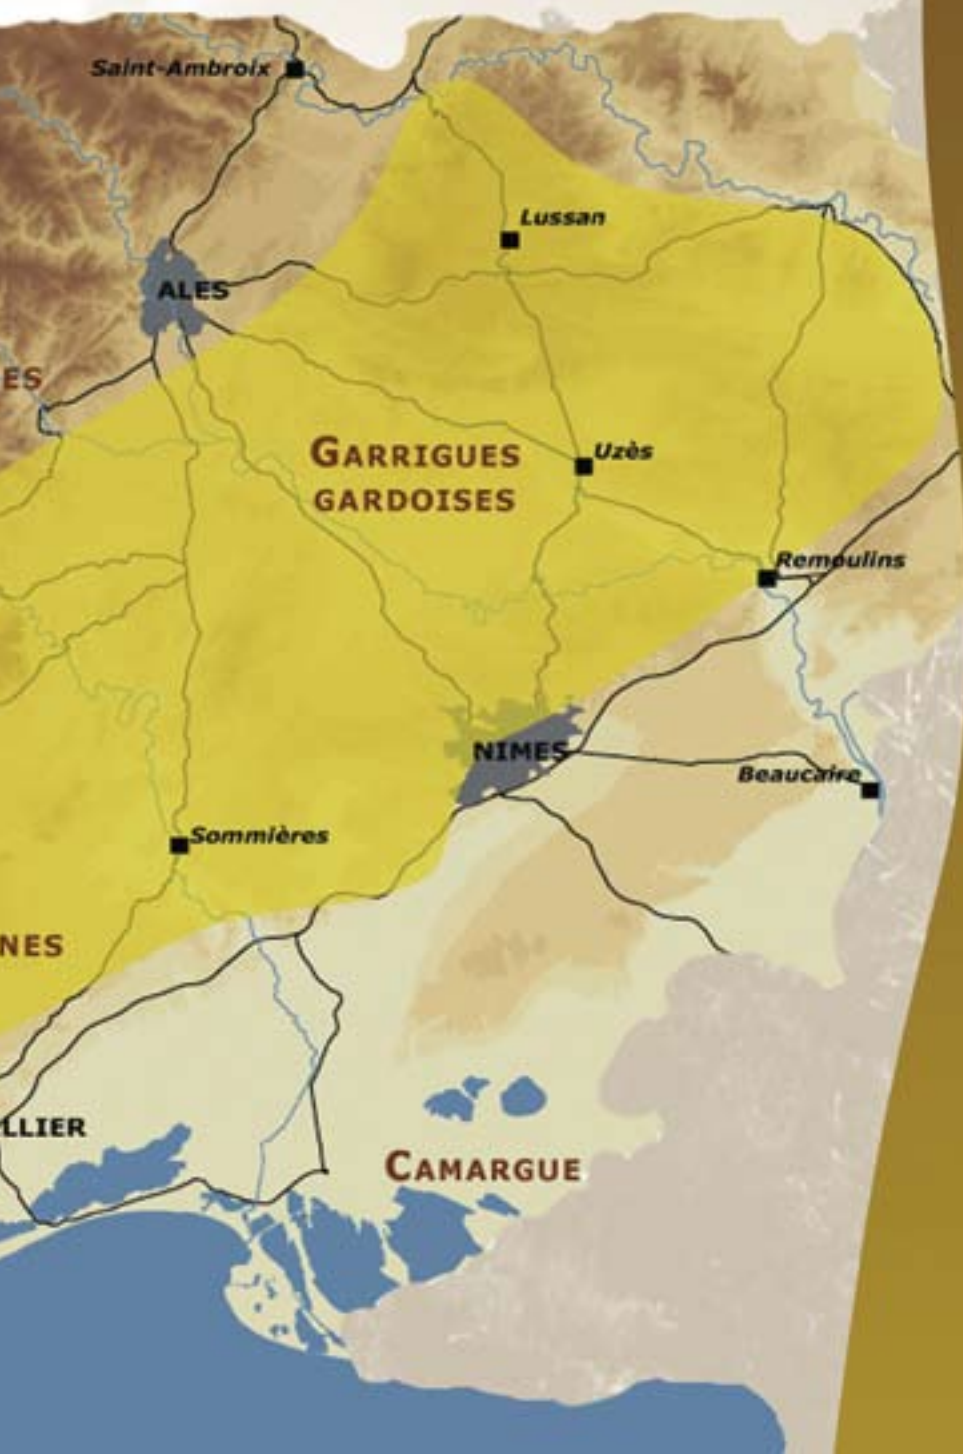 Saint-Ambroix
Lussan
ALES
ES
GARRIGUES
GARDOISES
Uzès
Remoulins
NIMES
Beaucaire
Sommières
NES
LLIER
CAMARGUE